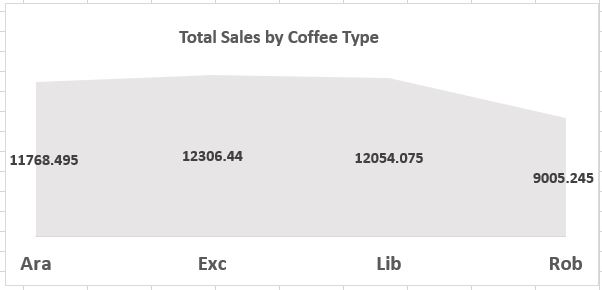 Total Sales by Coffee Type
11768.495
12306.44
12054.075
9005.245
Ara Exc Lib Rob